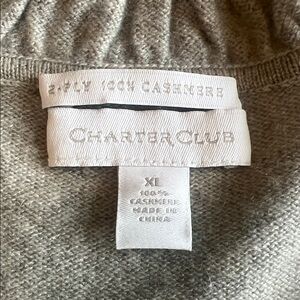 2-PLY 100% CASHMERE
CHARTER CLUB
XL
100%
CASHMERE
MADE IN
CHINA